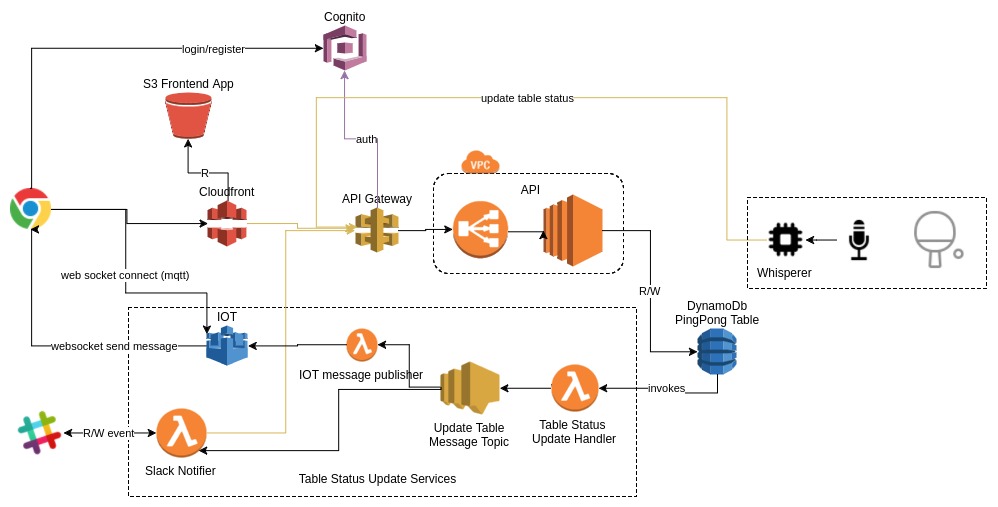 Cognito
login/register
S3 Frontend App
update table status
auth
VPC
R
Cloudfront
API Gateway
API
web socket connect (mqtt)
Whisperer
R/W
DynamoDb
PingPong Table
IOT
websocket send message
IOT message publisher
invokes
Update Table
Message Topic
Table Status
Update Handler
R/W event
Slack Notifier
Table Status Update Services